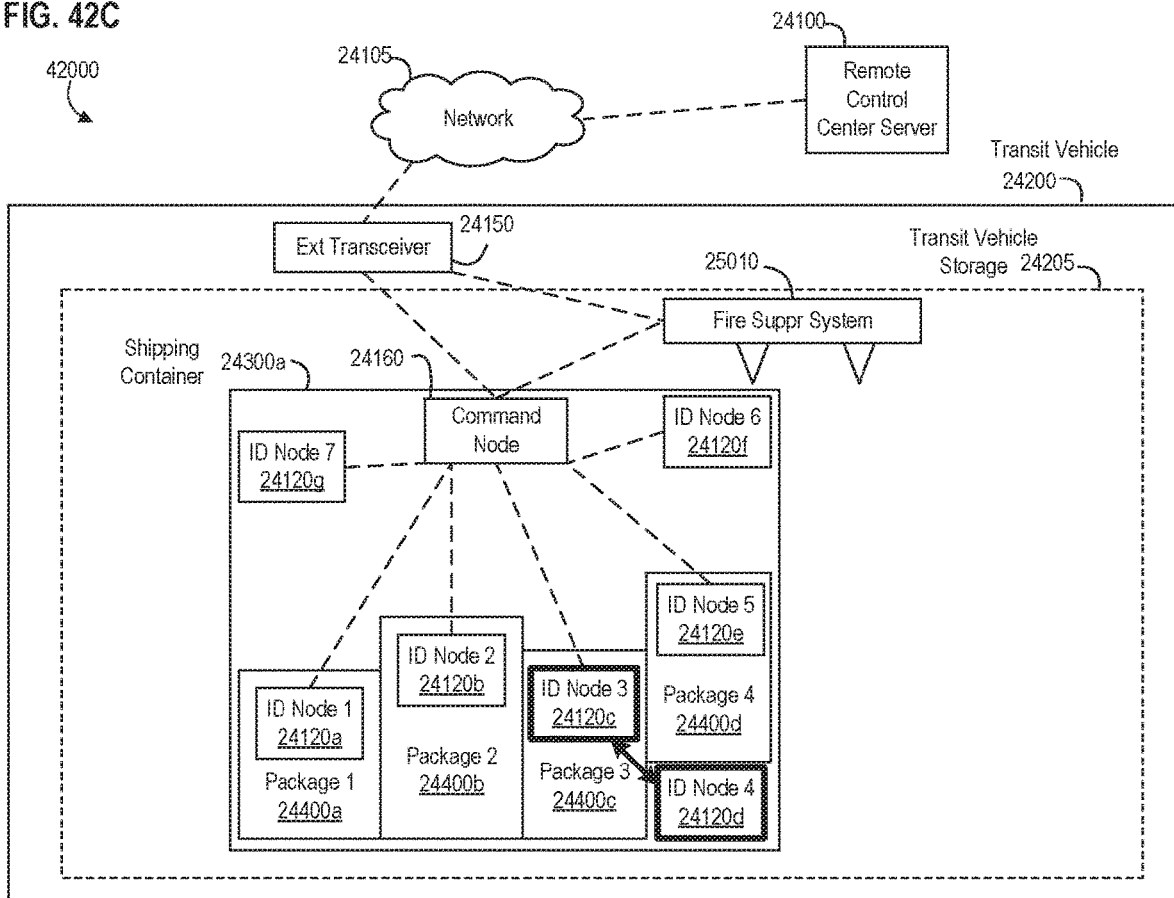 FIG. 42C
42000
24105
Network
24100
Remote
Control
Center Server
Transit Vehicle
24200
Ext Transceiver
24150
Transit Vehicle
Storage 24205
25010
Fire Suppr System
Shipping
Container
24300a
24160
Command
Node
ID Node 6
24120f
ID Node 7
24120g
ID Node 5
24120e
Package 4
24400d
ID Node 2
24120b
Package 2
24400b
ID Node 3
24120c
Package 3
24400c
ID Node 1
24120a
Package 1
24400a
ID Node 4
24120d